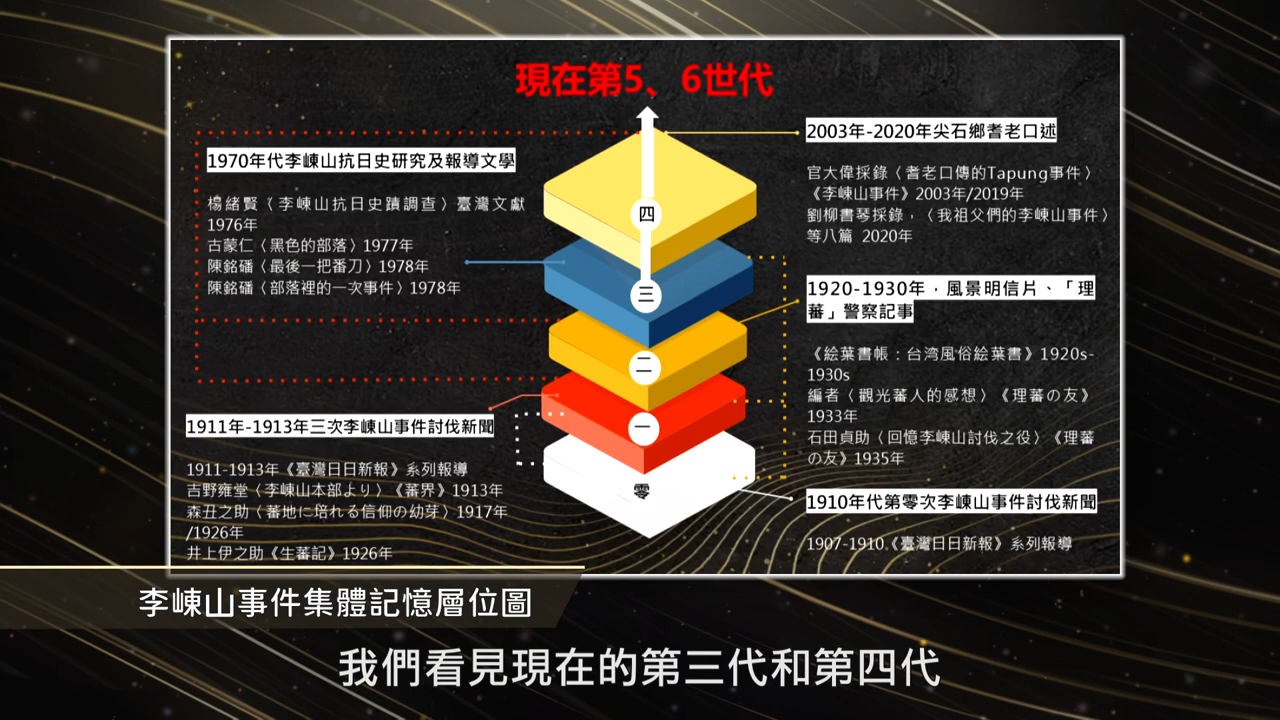 現在第5、6世代
1970年代李崠山抗日史研究及報導文學
楊緒賢〈李崠山抗日史蹟調查〉臺灣文獻
1976年
古蒙仁〈黑色的部落〉1977年
陳銘磻〈最後一把番刀〉1978年
陳銘磻〈部落裡的一次事件〉1978年
1911年-1913年三次李崠山事件討伐新聞
1911-1913年《臺灣日日新報》系列報導
吉野雍堂〈李崠山本部より〉《蕃界》1913年
森丑之助〈蕃地に培れる信仰の幼芽〉1917年
/1926年
井上伊之助《生蕃記》1926年
四
三
二
一
零
2003年-2020年尖石鄉耆老口述
官大偉採錄〈耆老口傳的Tapung事件〉
《李崠山事件》2003年/2019年
劉柳書琴採錄，〈我祖父們的李崠山事件〉
等八篇 2020年
1920-1930年，風景明信片、「理
蕃」警察記事
《絵葉書帳：台湾風俗絵葉書》1920s-
1930s
編者〈觀光蕃人的感想〉《理蕃の友》
1933年
石田貞助〈回憶李崠山討伐之役〉《理蕃
の友》1935年
1910年代第零次李崠山事件討伐新聞
1907-1910.《臺灣日日新報》系列報導
李崠山事件集體記憶層位圖
我們看見現在的第三代和第四代